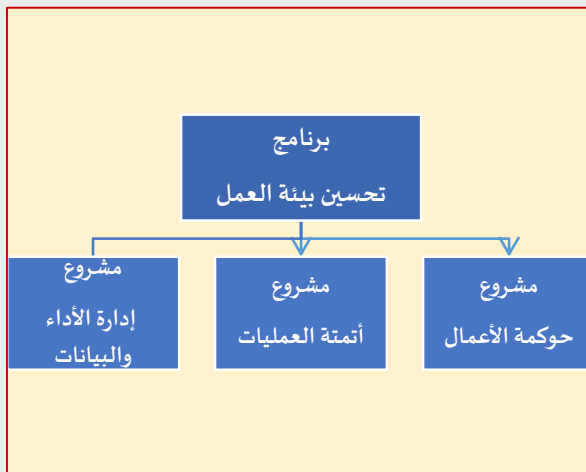 برنامج
تحسين بيئة العمل
مشروع
حوكمة الأعمال
مشروع
أتمتة العمليات
مشروع
إدارة الأداء
والبيانات